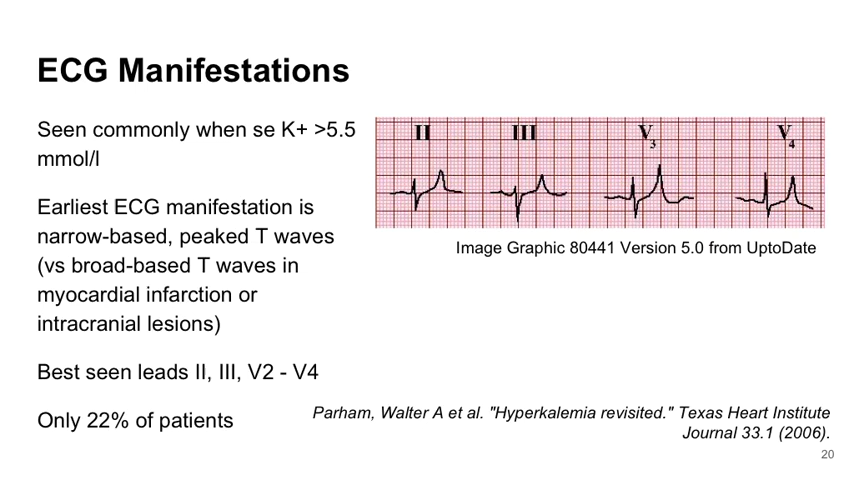 ECG Manifestations
Seen commonly when se K+ >5.5
mmol/l
Earliest ECG manifestation is
narrow-based, peaked T waves
(vs broad-based T waves in
myocardial infarction or
intracranial lesions)
Best seen leads II, III, V2 - V4
Only 22% of patients
II III V3 V4
Image Graphic 80441 Version 5.0 from UptoDate
Parham, Walter A et al. "Hyperkalemia revisited." Texas Heart Institute
Journal 33.1 (2006).
20